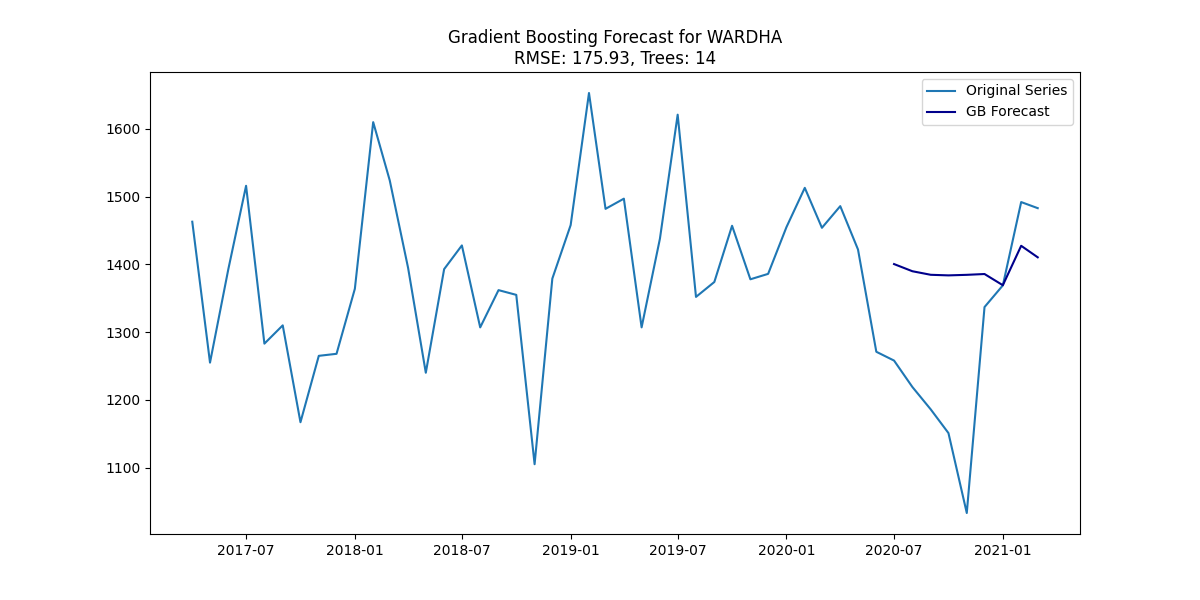 Gradient Boosting Forecast for WARDHA
RMSE: 175.93, Trees: 14
Original Series
GB Forecast
1600
1500
1400
1300
1200
1100
2017-07 2018-01 2018-07 2019-01 2019-07 2020-01 2020-07 2021-01